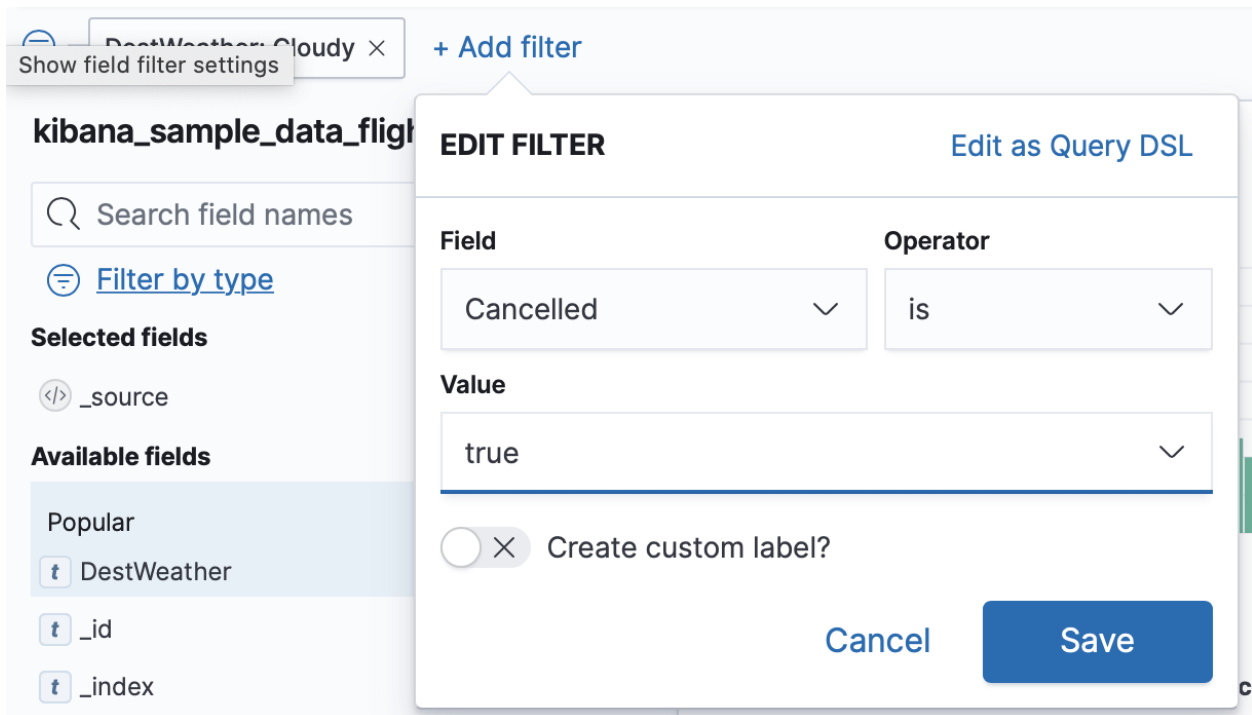 DestWeather: Cloudy
+ Add filter
Show field filter settings
kibana_sample_data_fligh
EDIT FILTER
Edit as Query DSL
Search field names
Field
Operator
Filter by type
Cancelled
is
Selected fields
Value
_source
true
Available fields
Popular
Create custom label?
t DestWeather
t _id
Cancel
Save
t _index
c